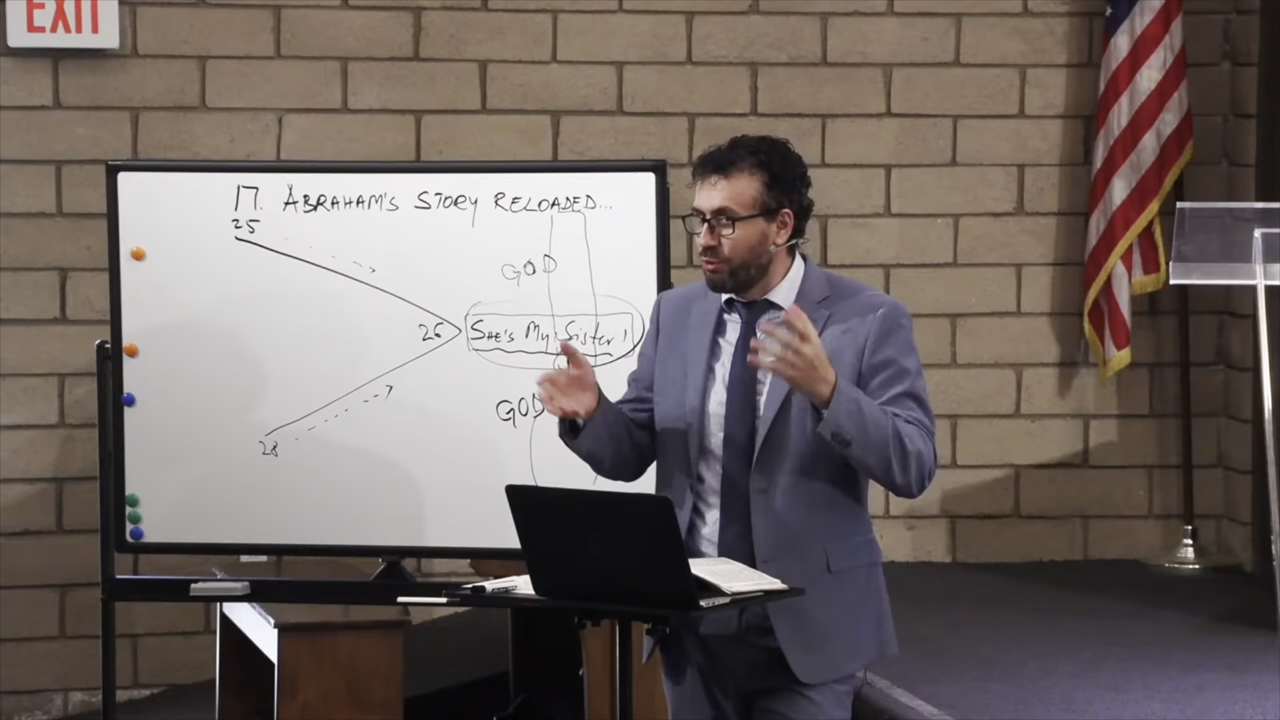 EXIT
17. ABRAHAM'S STORY RELOADED...
25
GOD
26 SHE'S My Sister!
GOD
28